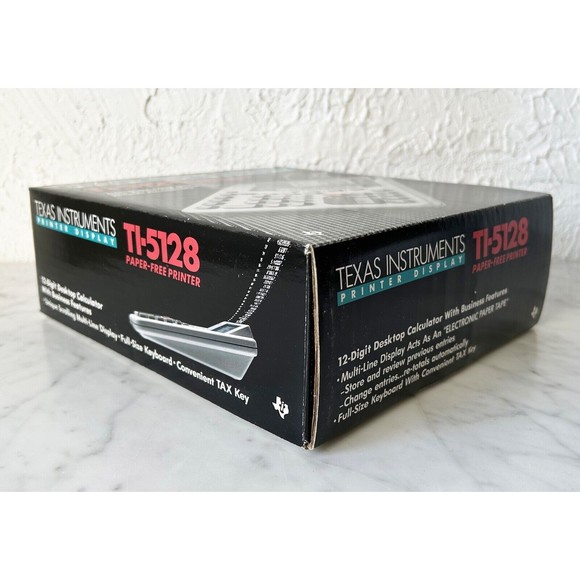 TEXAS INSTRUMENTS
PRINTER DISPLAY
TI-5128
PAPER-FREE PRINTER
12-Digit Desktop Calculator
With Business Features
•Unique Scrolling Multi-Line Display•Full-Size Keyboard•Convenient TAX Key
TEXAS INSTRUMENTS
PRINTER DISPLAY
TI-5128
PAPER-FREE PRINTER
12-Digit Desktop Calculator With Business Features
•Multi-Line Display Acts As An "ELECTRONIC PAPER TAPE"
–Store and review previous entries
–Change entries...re-totals automatically
•Full-Size Keyboard With Convenient TAX Key